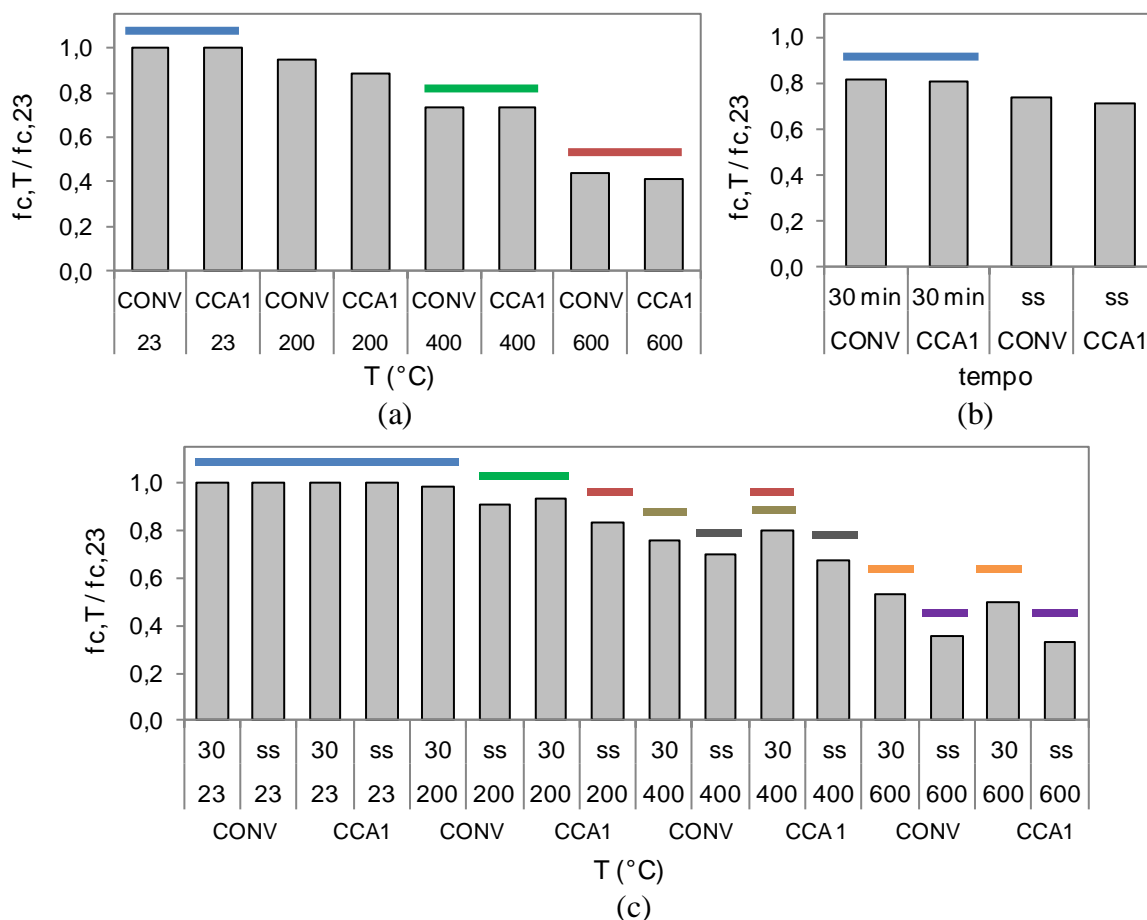 fc,T / fc,23
1,0
0,8
0,6
0,4
0,2
0,0
CONV CCA1 CONV CCA1 CONV CCA1 CONV CCA1
23 23 200 200 400 400 600 600
T (°C)
(a)
fc,T / fc,23
1,0
0,8
0,6
0,4
0,2
0,0
30 min 30 min ss ss
CONV CCA1 CONV CCA1
tempo
(b)
fc,T / fc,23
1,0
0,8
0,6
0,4
0,2
0,0
30 ss 30 ss 30 ss 30 ss 30 ss 30 ss 30 ss 30 ss
23 23 23 23 200 200 200 200 400 400 400 400 600 600 600 600
CONV CCA1 CONV CCA1 CONV CCA1 CONV CCA1
T (°C)
(c)